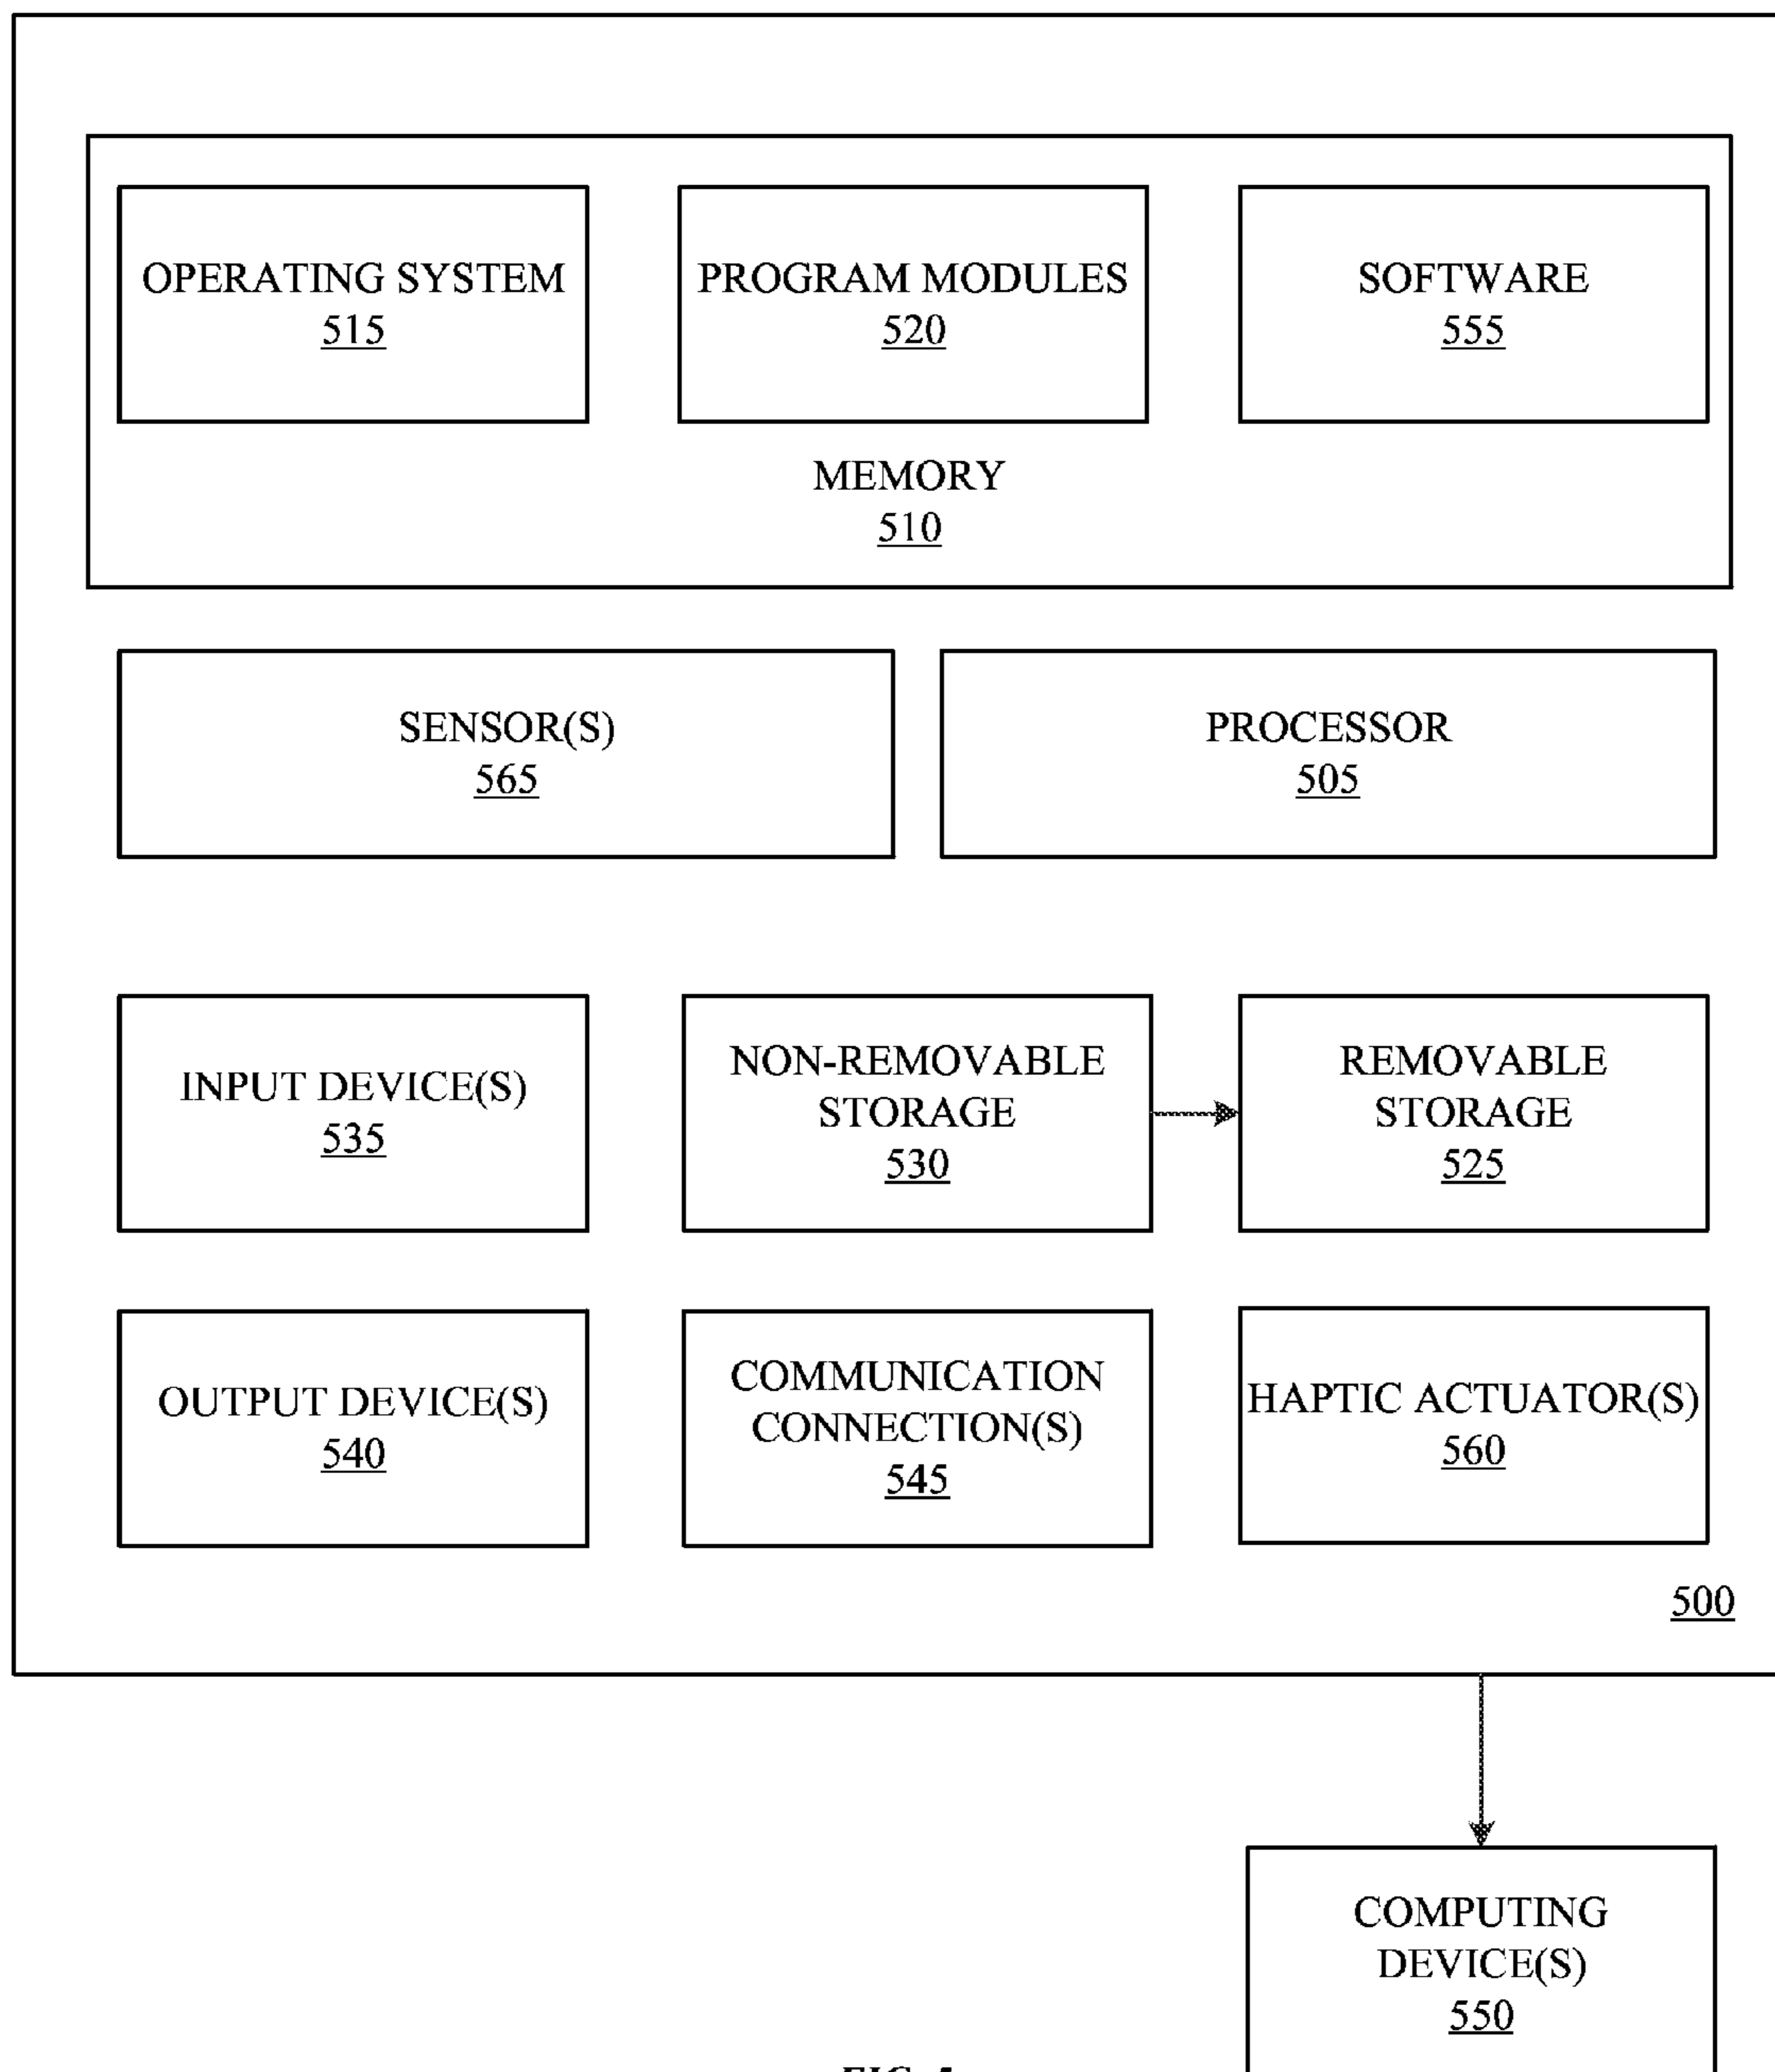 OPERATING SYSTEM
515
PROGRAM MODULES
520
SOFTWARE
555
MEMORY
510
SENSOR(S)
565
PROCESSOR
505
INPUT DEVICE(S)
535
NON-REMOVABLE
STORAGE
530
REMOVABLE
STORAGE
525
OUTPUT DEVICE(S)
540
COMMUNICATION
CONNECTION(S)
545
HAPTIC ACTUATOR(S)
560
500
COMPUTING
DEVICE(S)
550